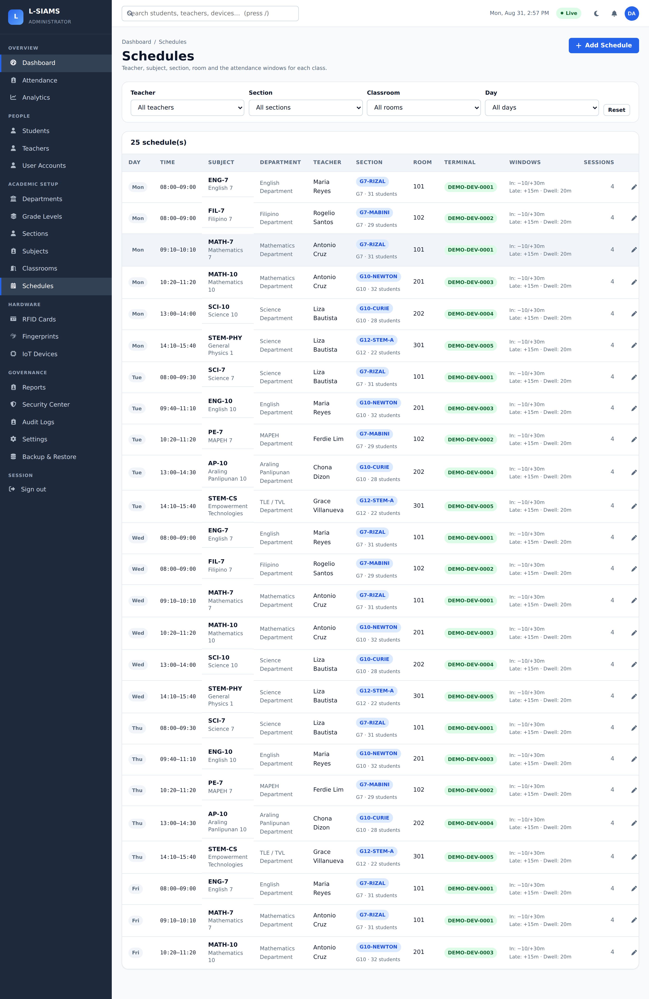 L
L-SIAMS
ADMINISTRATOR
OVERVIEW
Dashboard
Attendance
Analytics
PEOPLE
Students
Teachers
User Accounts
ACADEMIC SETUP
Departments
Grade Levels
Sections
Subjects
Classrooms
Schedules
HARDWARE
RFID Cards
Fingerprints
IoT Devices
GOVERNANCE
Reports
Security Center
Audit Logs
Settings
Backup & Restore
SESSION
Sign out
Search students, teachers, devices… (press /)
Mon, Aug 31, 2:57 PM
Live
DA
Dashboard / Schedules
Schedules
Teacher, subject, section, room and the attendance windows for each class.
+ Add Schedule
Teacher Section Classroom Day
All teachers All sections All rooms All days Reset
25 schedule(s)
DAY TIME SUBJECT DEPARTMENT TEACHER SECTION ROOM TERMINAL WINDOWS SESSIONS
Mon 08:00–09:00 ENG-7 English 7 English Department Maria Reyes G7-RIZAL G7 · 31 students 101 DEMO-DEV-0001 In: −10/+30m Late: +15m · Dwell: 20m 4
Mon 08:00–09:00 FIL-7 Filipino 7 Filipino Department Rogelio Santos G7-MABINI G7 · 29 students 102 DEMO-DEV-0002 In: −10/+30m Late: +15m · Dwell: 20m 4
Mon 09:10–10:10 MATH-7 Mathematics 7 Mathematics Department Antonio Cruz G7-RIZAL G7 · 31 students 101 DEMO-DEV-0001 In: −10/+30m Late: +15m · Dwell: 20m 4
Mon 10:20–11:20 MATH-10 Mathematics 10 Mathematics Department Antonio Cruz G10-NEWTON G10 · 32 students 201 DEMO-DEV-0003 In: −10/+30m Late: +15m · Dwell: 20m 4
Mon 13:00–14:00 SCI-10 Science 10 Science Department Liza Bautista G10-CURIE G10 · 28 students 202 DEMO-DEV-0004 In: −10/+30m Late: +15m · Dwell: 20m 4
Mon 14:10–15:40 STEM-PHY General Physics 1 Science Department Liza Bautista G12-STEM-A G12 · 22 students 301 DEMO-DEV-0005 In: −10/+30m Late: +15m · Dwell: 20m 4
Tue 08:00–09:30 SCI-7 Science 7 Science Department Liza Bautista G7-RIZAL G7 · 31 students 101 DEMO-DEV-0001 In: −10/+30m Late: +15m · Dwell: 20m 4
Tue 09:40–11:10 ENG-10 English 10 English Department Maria Reyes G10-NEWTON G10 · 32 students 201 DEMO-DEV-0003 In: −10/+30m Late: +15m · Dwell: 20m 4
Tue 10:20–11:20 PE-7 MAPEH 7 MAPEH Department Ferdie Lim G7-MABINI G7 · 29 students 102 DEMO-DEV-0002 In: −10/+30m Late: +15m · Dwell: 20m 4
Tue 13:00–14:30 AP-10 Araling Panlipunan 10 Araling Panlipunan Department Chona Dizon G10-CURIE G10 · 28 students 202 DEMO-DEV-0004 In: −10/+30m Late: +15m · Dwell: 20m 4
Tue 14:10–15:40 STEM-CS Empowerment Technologies TLE / TVL Department Grace Villanueva G12-STEM-A G12 · 22 students 301 DEMO-DEV-0005 In: −10/+30m Late: +15m · Dwell: 20m 4
Wed 08:00–09:00 ENG-7 English 7 English Department Maria Reyes G7-RIZAL G7 · 31 students 101 DEMO-DEV-0001 In: −10/+30m Late: +15m · Dwell: 20m 4
Wed 08:00–09:00 FIL-7 Filipino 7 Filipino Department Rogelio Santos G7-MABINI G7 · 29 students 102 DEMO-DEV-0002 In: −10/+30m Late: +15m · Dwell: 20m 4
Wed 09:10–10:10 MATH-7 Mathematics 7 Mathematics Department Antonio Cruz G7-RIZAL G7 · 31 students 101 DEMO-DEV-0001 In: −10/+30m Late: +15m · Dwell: 20m 4
Wed 10:20–11:20 MATH-10 Mathematics 10 Mathematics Department Antonio Cruz G10-NEWTON G10 · 32 students 201 DEMO-DEV-0003 In: −10/+30m Late: +15m · Dwell: 20m 4
Wed 13:00–14:00 SCI-10 Science 10 Science Department Liza Bautista G10-CURIE G10 · 28 students 202 DEMO-DEV-0004 In: −10/+30m Late: +15m · Dwell: 20m 4
Wed 14:10–15:40 STEM-PHY General Physics 1 Science Department Liza Bautista G12-STEM-A G12 · 22 students 301 DEMO-DEV-0005 In: −10/+30m Late: +15m · Dwell: 20m 4
Thu 08:00–09:30 SCI-7 Science 7 Science Department Liza Bautista G7-RIZAL G7 · 31 students 101 DEMO-DEV-0001 In: −10/+30m Late: +15m · Dwell: 20m 4
Thu 09:40–11:10 ENG-10 English 10 English Department Maria Reyes G10-NEWTON G10 · 32 students 201 DEMO-DEV-0003 In: −10/+30m Late: +15m · Dwell: 20m 4
Thu 10:20–11:20 PE-7 MAPEH 7 MAPEH Department Ferdie Lim G7-MABINI G7 · 29 students 102 DEMO-DEV-0002 In: −10/+30m Late: +15m · Dwell: 20m 4
Thu 13:00–14:30 AP-10 Araling Panlipunan 10 Araling Panlipunan Department Chona Dizon G10-CURIE G10 · 28 students 202 DEMO-DEV-0004 In: −10/+30m Late: +15m · Dwell: 20m 4
Thu 14:10–15:40 STEM-CS Empowerment Technologies TLE / TVL Department Grace Villanueva G12-STEM-A G12 · 22 students 301 DEMO-DEV-0005 In: −10/+30m Late: +15m · Dwell: 20m 4
Fri 08:00–09:00 ENG-7 English 7 English Department Maria Reyes G7-RIZAL G7 · 31 students 101 DEMO-DEV-0001 In: −10/+30m Late: +15m · Dwell: 20m 4
Fri 09:10–10:10 MATH-7 Mathematics 7 Mathematics Department Antonio Cruz G7-RIZAL G7 · 31 students 101 DEMO-DEV-0001 In: −10/+30m Late: +15m · Dwell: 20m 4
Fri 10:20–11:20 MATH-10 Mathematics 10 Mathematics Department Antonio Cruz G10-NEWTON G10 · 32 students 201 DEMO-DEV-0003 In: −10/+30m Late: +15m · Dwell: 20m 4